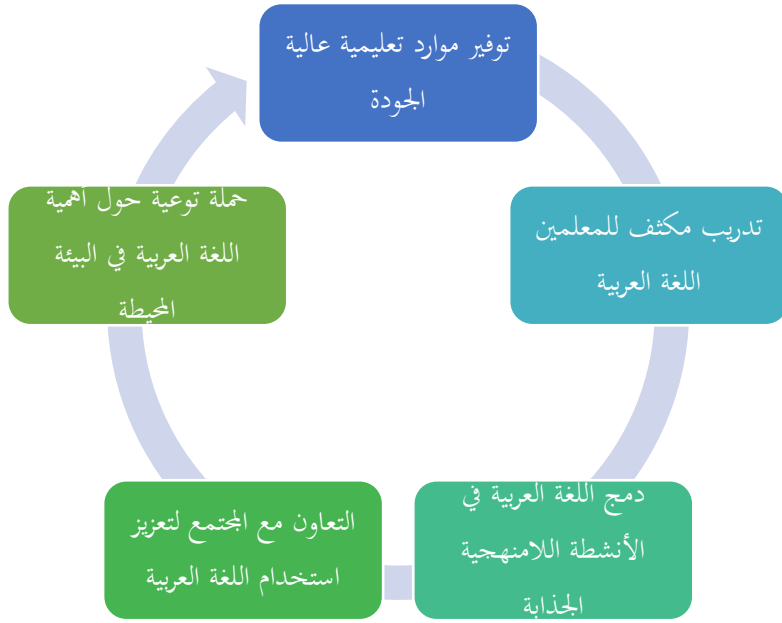 توفير موارد تعليمية عالية
الجودة
تدريب مكثف للمعلمين
اللغة العربية
دمج اللغة العربية في
الأنشطة اللامنهجية
الجذابة
التعاون مع المجتمع لتعزيز
استخدام اللغة العربية
حملة توعية حول أهمية
اللغة العربية في البيئة
المحيطة